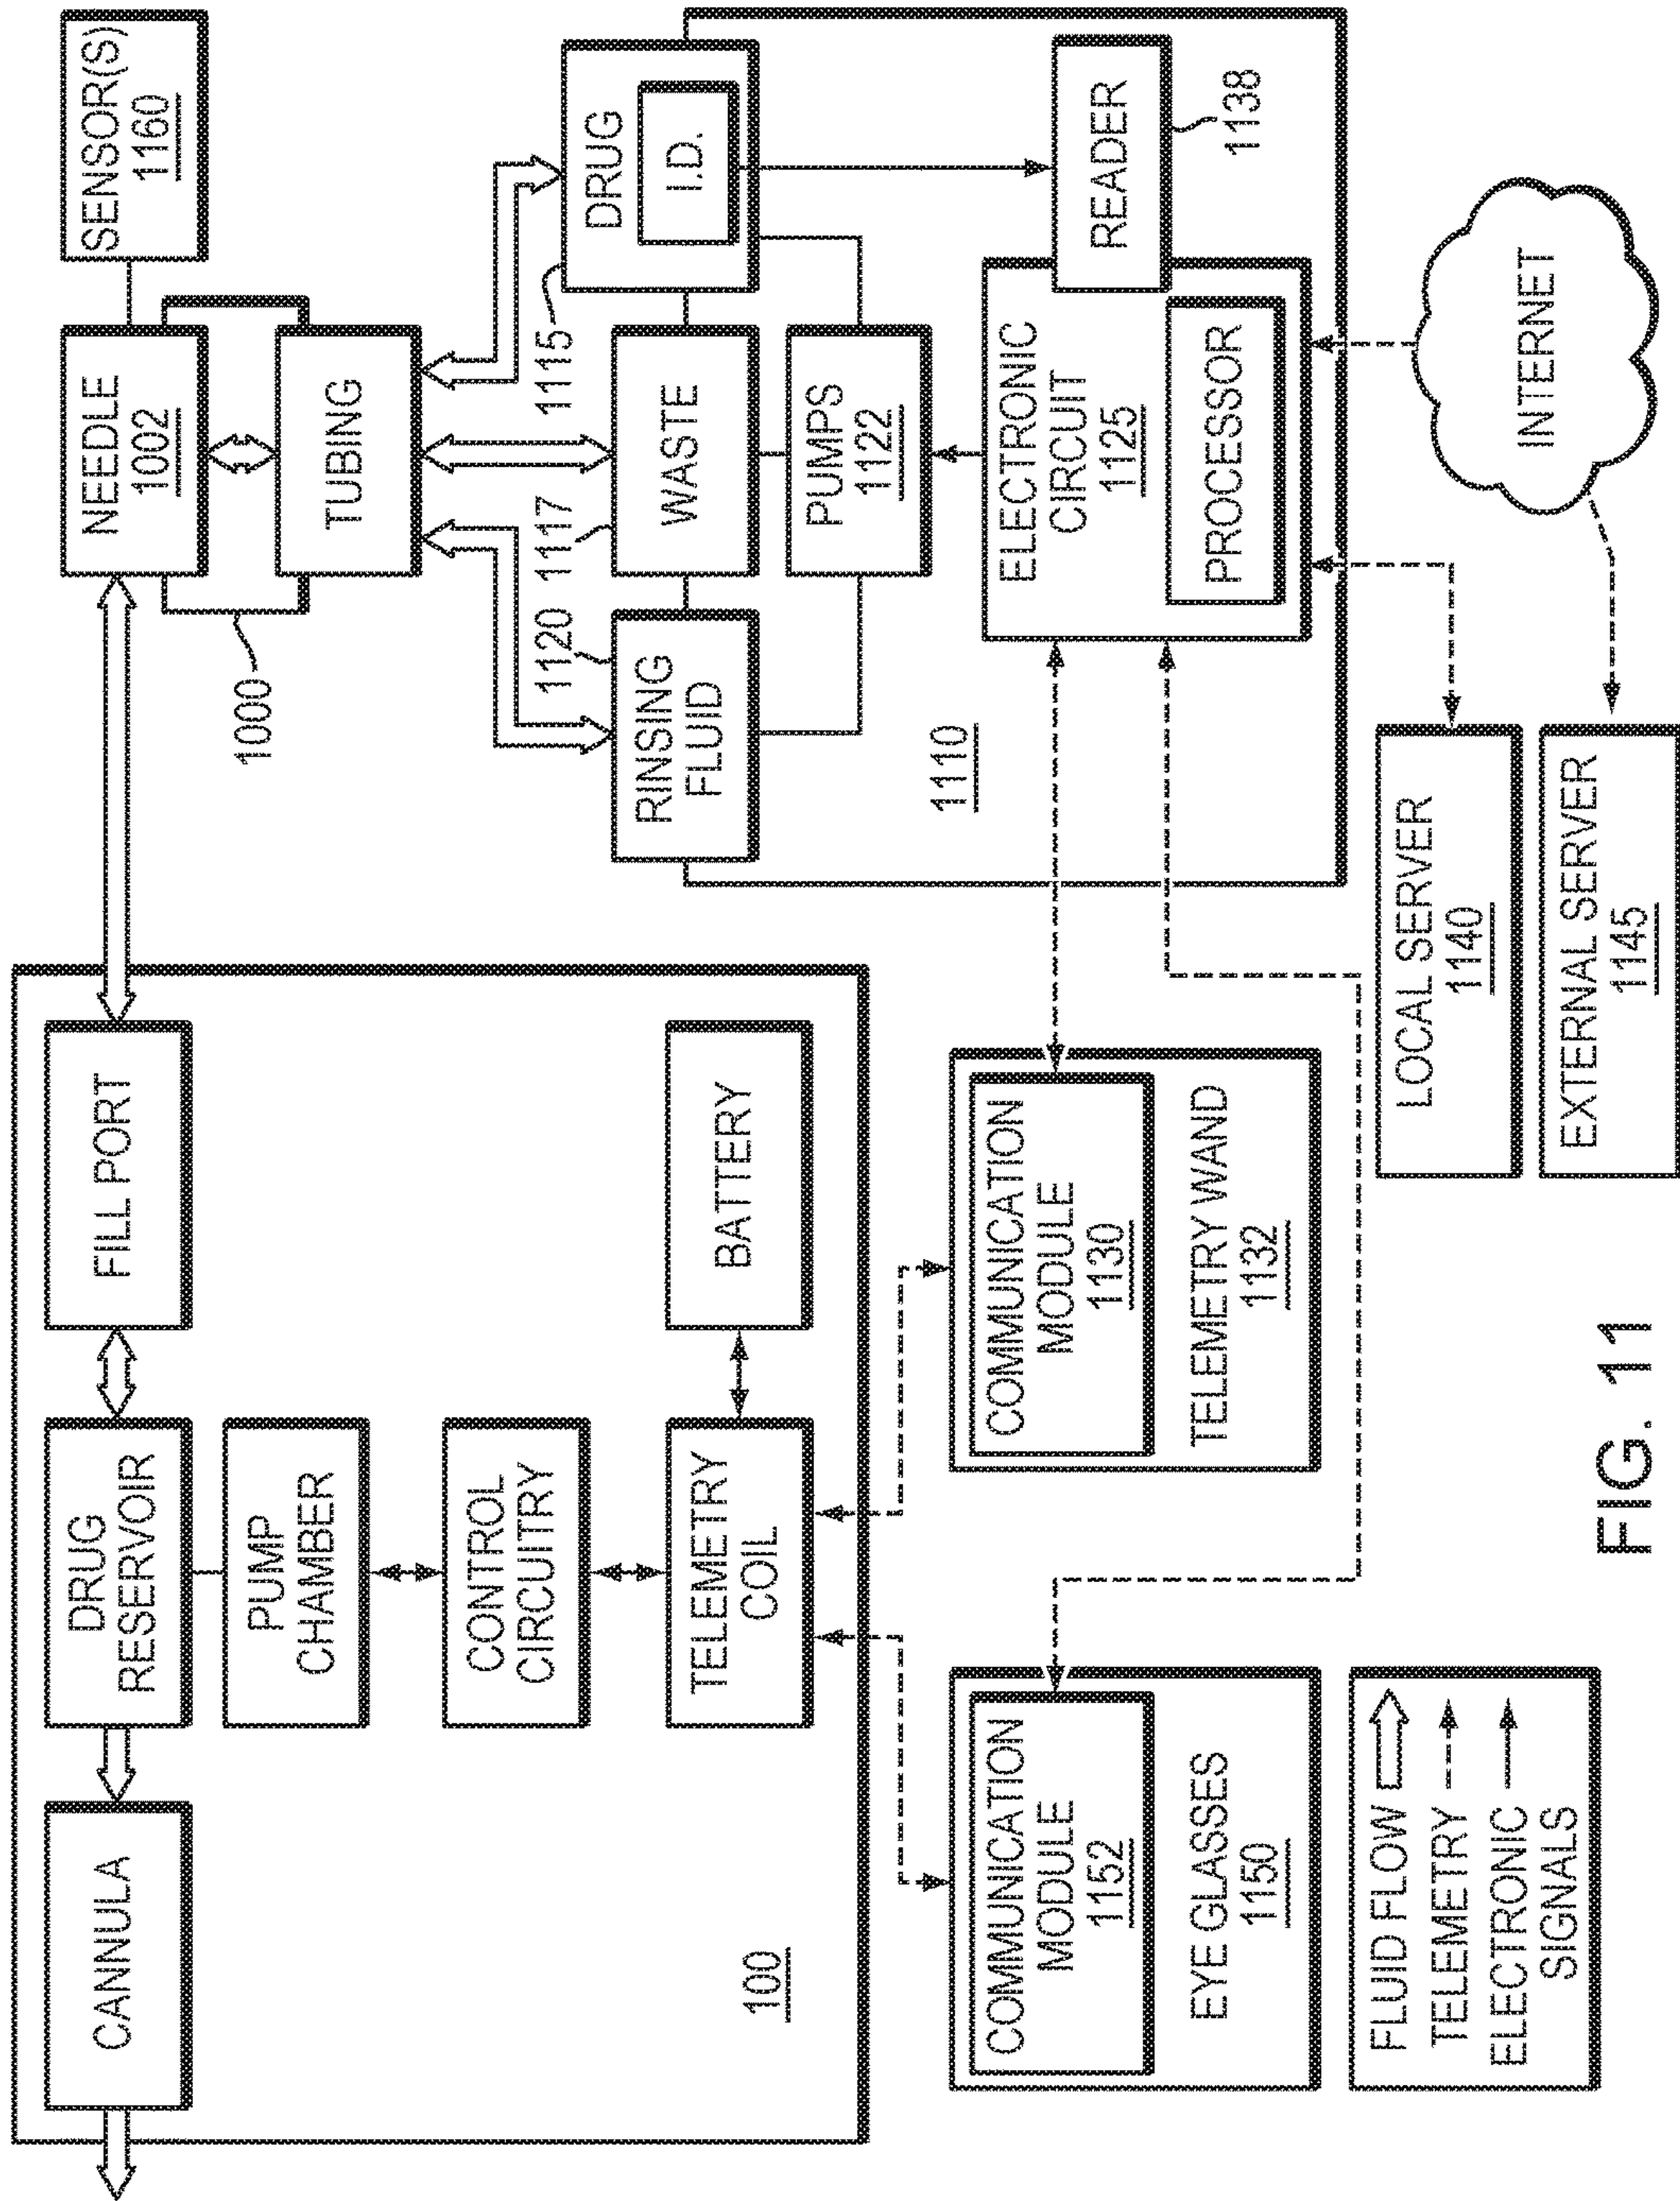 CANNULA
DRUG
RESERVOIR
FILL PORT
PUMP
CHAMBER
CONTROL
CIRCUITRY
TELEMETRY
COIL
BATTERY
100
NEEDLE
1002
SENSOR(S)
1160
1000
TUBING
1120
1117
1115
RINSING
FLUID
WASTE
DRUG
I.D.
PUMPS
1122
1110
ELECTRONIC
CIRCUIT
1125
PROCESSOR
READER
1138
COMMUNICATION
MODULE
1152
EYE GLASSES
1150
COMMUNICATION
MODULE
1130
TELEMETRY WAND
1132
LOCAL SERVER
1140
EXTERNAL SERVER
1145
INTERNET
FLUID FLOW
TELEMETRY
ELECTRONIC
SIGNALS
FIG. 11